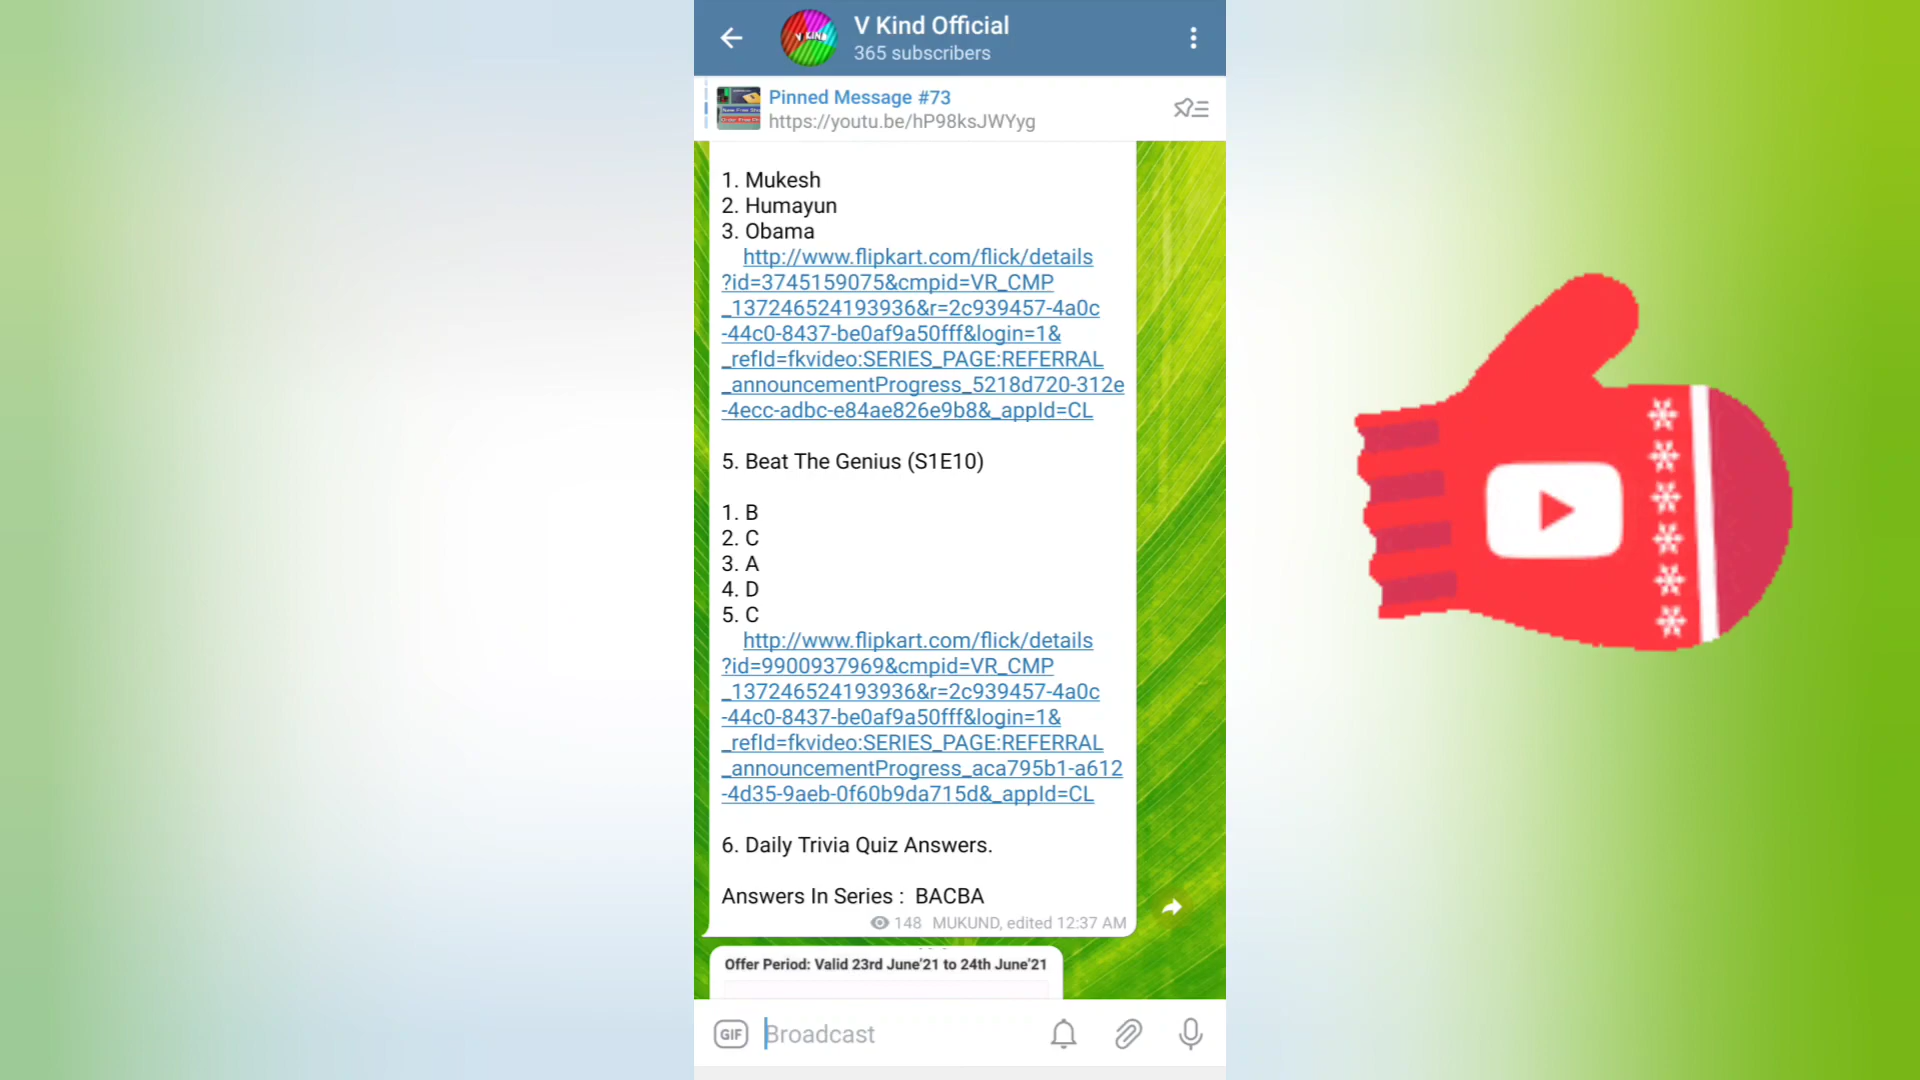 V Kind Official
365 subscribers
V KIND
Pinned Message #73
https://youtu.be/hP98ksJWYyg
1. Mukesh
2. Humayun
3. Obama
http://www.flipkart.com/flick/details
?id=3745159075&cmpid=VR_CMP
_137246524193936&r=2c939457-4a0c
-44c0-8437-be0af9a50fff&login=1&
_refId=fkvideo:SERIES_PAGE:REFERRAL
_announcementProgress_5218d720-312e
-4ecc-adbc-e84ae826e9b8&_appId=CL
5. Beat The Genius (S1E10)
1. B
2. C
3. A
4. D
5. C
http://www.flipkart.com/flick/details
?id=9900937969&cmpid=VR_CMP
_137246524193936&r=2c939457-4a0c
-44c0-8437-be0af9a50fff&login=1&
_refId=fkvideo:SERIES_PAGE:REFERRAL
_announcementProgress_aca795b1-a612
-4d35-9aeb-0f60b9da715d&_appId=CL
6. Daily Trivia Quiz Answers.
Answers In Series :  BACBA
148 MUKUND, edited 12:37 AM
Offer Period: Valid 23rd June'21 to 24th June'21
GIF Broadcast